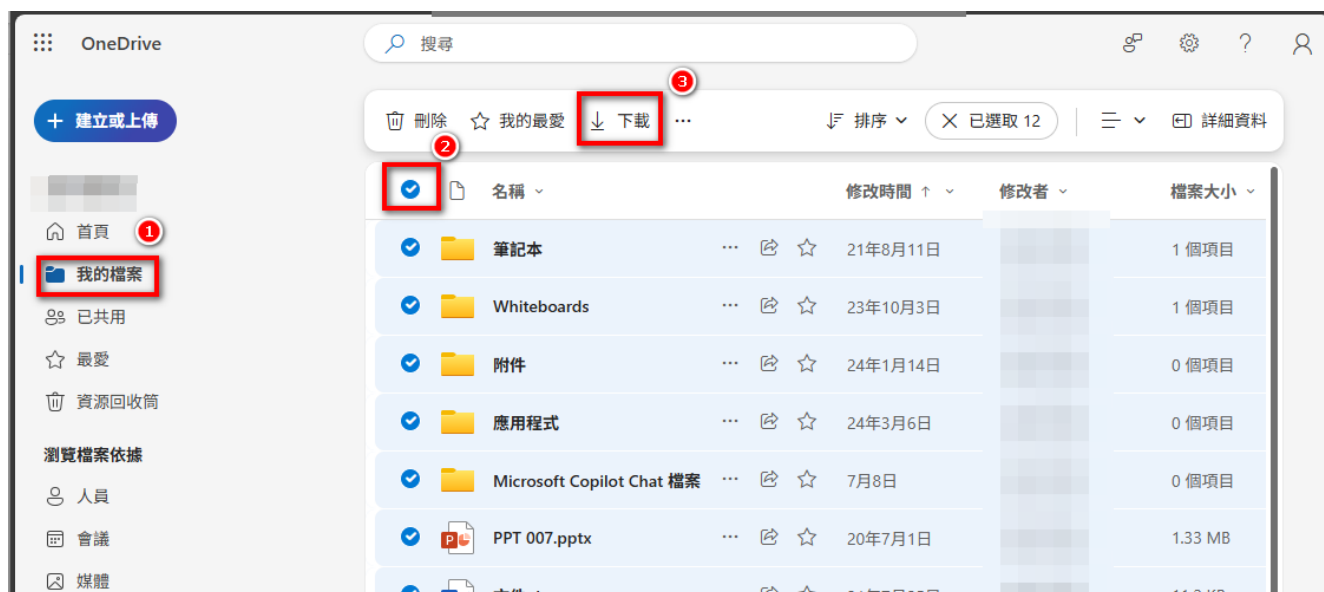 OneDrive
搜尋
建立或上傳
刪除 我的最愛 下載 ③ 排序 已選取 12 詳細資料
②
名稱 修改時間 ↑ 修改者 檔案大小
首頁 ①
我的檔案
已共用
最愛
資源回收筒
瀏覽檔案依據
人員
會議
媒體
筆記本 21年8月11日 1 個項目
Whiteboards 23年10月3日 1 個項目
附件 24年1月14日 0 個項目
應用程式 24年3月6日 0 個項目
Microsoft Copilot Chat 檔案 7月8日 0 個項目
PPT 007.pptx 20年7月1日 1.33 MB